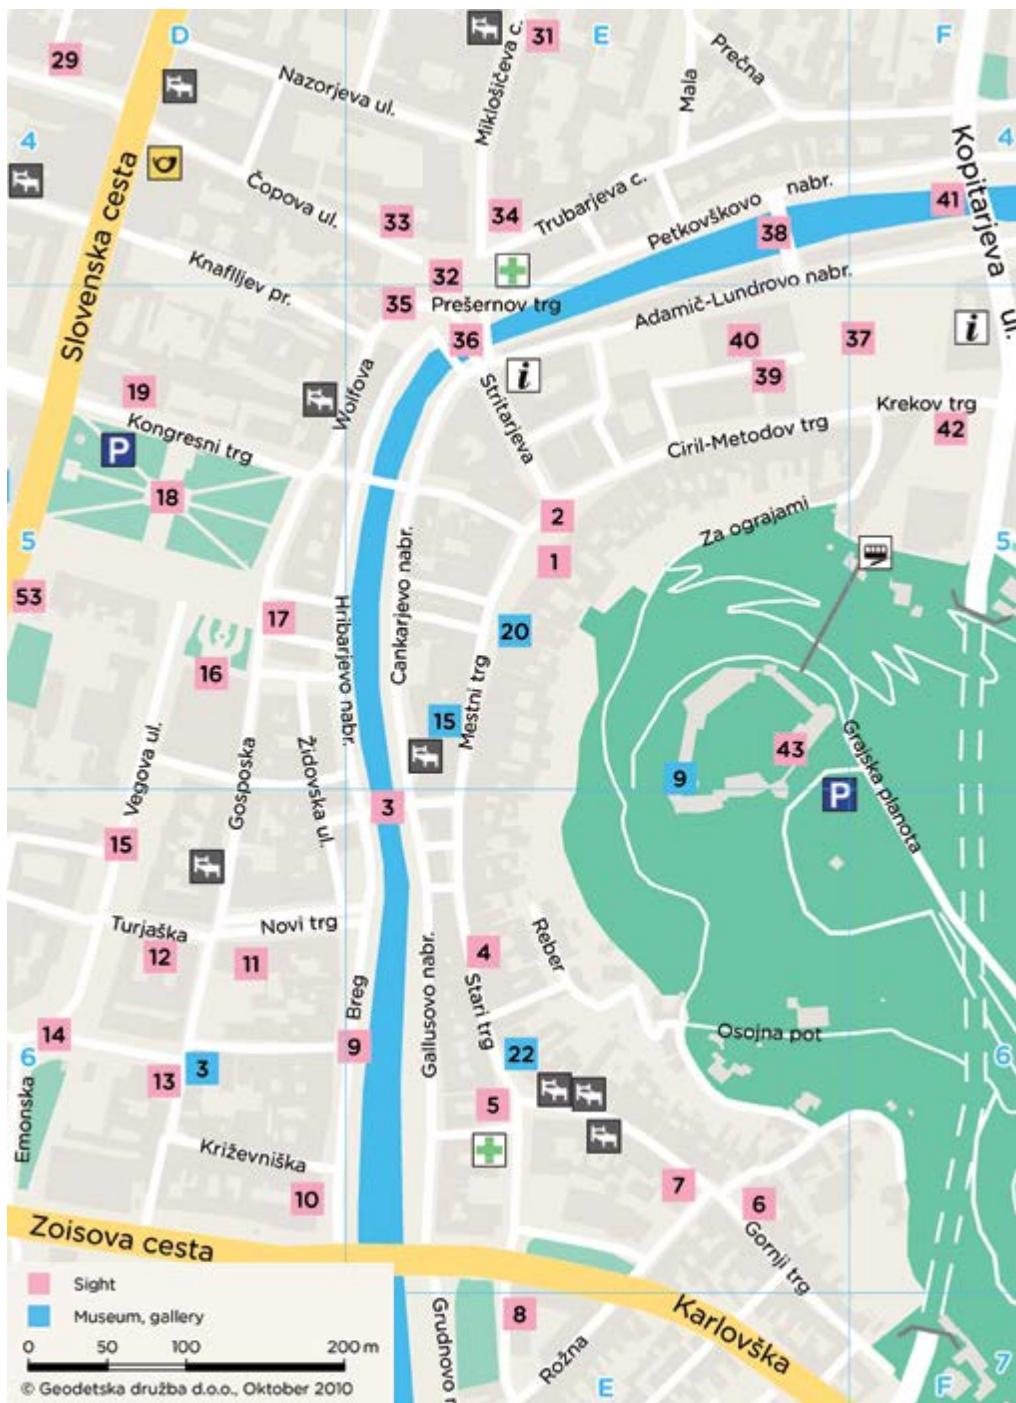 D
E
F
31
29
Nazorjeva ul.
Miklošičeva c.
Mala
Prečna
4
4
Slovenska cesta
Čopova ul.
33
34
Trubarjeva c.
Petkovškovo nabr.
38
41
Kopitarjeva ul.
Knafljev pr.
32
35
Prešernov trg
36
Adamič-Lundrovo nabr.
40
37
39
i
i
19
Wolfova
Stritarjeva
Kongresni trg
P
Ciril-Metodov trg
Krekov trg
42
18
2
Za ograjami
5
5
1
53
17
Hribarjevo nabr.
Cankarjevo nabr.
20
16
Mestni trg
15
43
9
P
Grajska planota
Vegova ul.
Gosposka
Židovska ul.
3
15
Turjaška
Novi trg
12
11
4
Reber
Breg
Gallusovo nabr.
Stari trg
14
9
22
Osojna pot
6
6
13
3
Emonska
5
Križevniška
10
7
6
Gornji trg
Zoisova cesta
Karlovška
8
Rožna
Grudnovo n
E
F
7
Sight
Museum, gallery
0 50 100 200 m
© Geodetska družba d.o.o., Oktober 2010